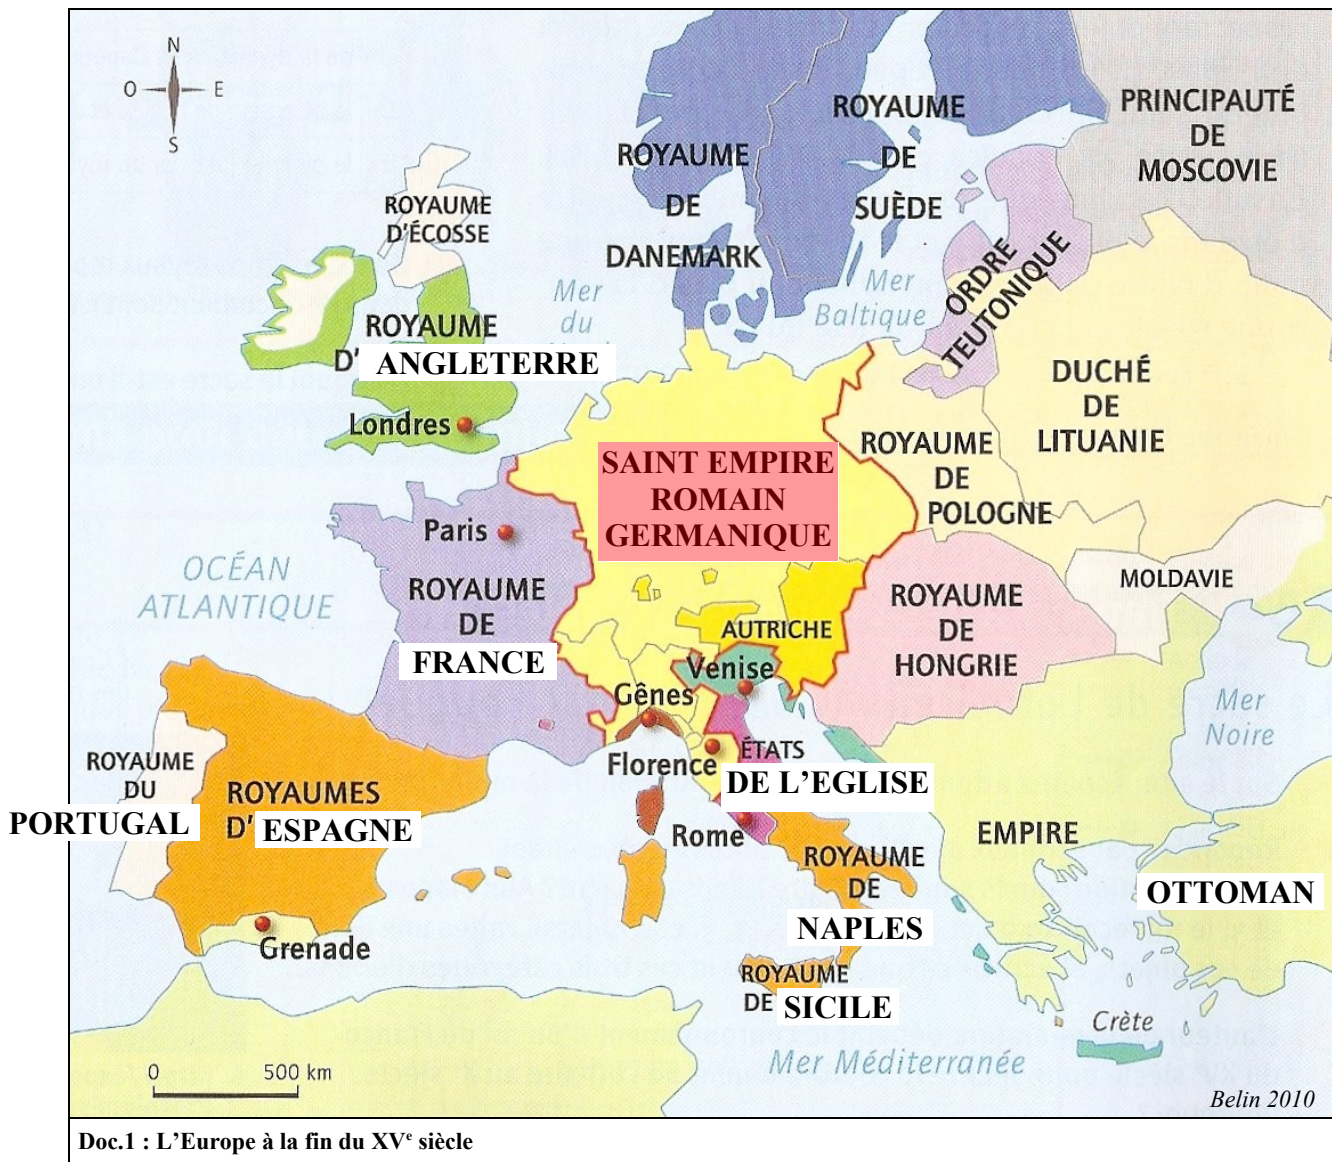 N
O
E
S
ROYAUME
DE
DANEMARK
ROYAUME
DE
SUÈDE
PRINCIPAUTÉ
DE
MOSCOVIE
ROYAUME
D'ÉCOSSE
Mer
du
Mer
Baltique
ORDRE
TEUTONIQUE
ROYAUME
D'ANGLETERRE
Londres
DUCHÉ
DE
LITUANIE
SAINT EMPIRE
ROMAIN
GERMANIQUE
ROYAUME
DE
POLOGNE
Paris
OCÉAN
ATLANTIQUE
ROYAUME
DE
FRANCE
AUTRICHE
ROYAUME
DE
HONGRIE
MOLDAVIE
Venise
Gênes
Florence
Mer
Noire
ÉTATS
DE L'EGLISE
Rome
ROYAUME
DU
PORTUGAL
ROYAUMES
D'ESPAGNE
Grenade
ROYAUME
DE
NAPLES
EMPIRE
OTTOMAN
ROYAUME
DE SICILE
Crète
Mer Méditerranée
0 500 km
Belin 2010
Doc.1 : L'Europe à la fin du XVe siècle